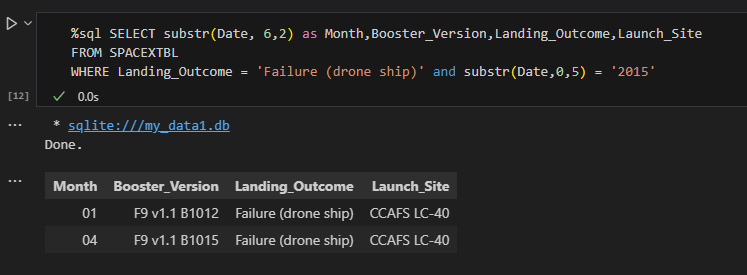 %sql SELECT substr(Date, 6,2) as Month,Booster_Version,Landing_Outcome,Launch_Site
FROM SPACEXTBL
WHERE Landing_Outcome = 'Failure (drone ship)' and substr(Date,0,5) = '2015'
[12] 0.0s
... * sqlite:///my_data1.db
Done.
...
Month Booster_Version Landing_Outcome Launch_Site
01 F9 v1.1 B1012 Failure (drone ship) CCAFS LC-40
04 F9 v1.1 B1015 Failure (drone ship) CCAFS LC-40